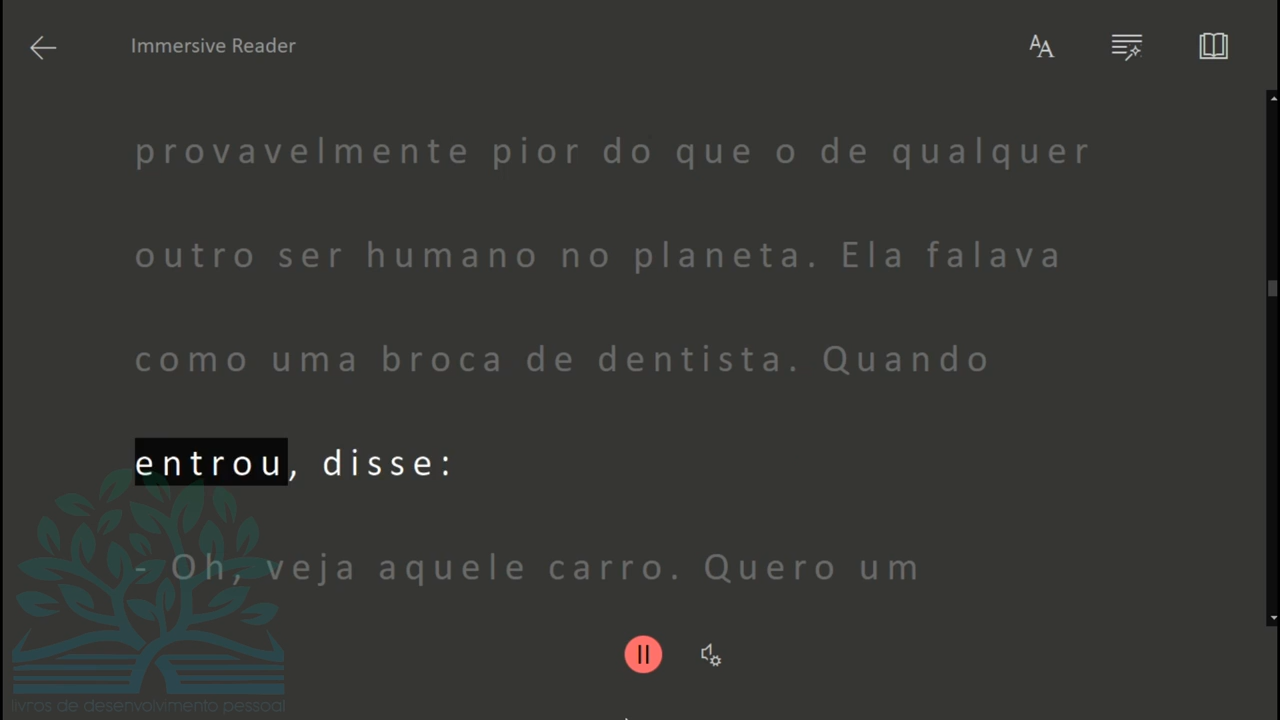 Immersive Reader
provavelmente pior do que o de qualquer
outro ser humano no planeta. Ela falava
como uma broca de dentista. Quando
entrou, disse:
- Oh, veja aquele carro. Quero um
livros de desenvolvimento pessoal